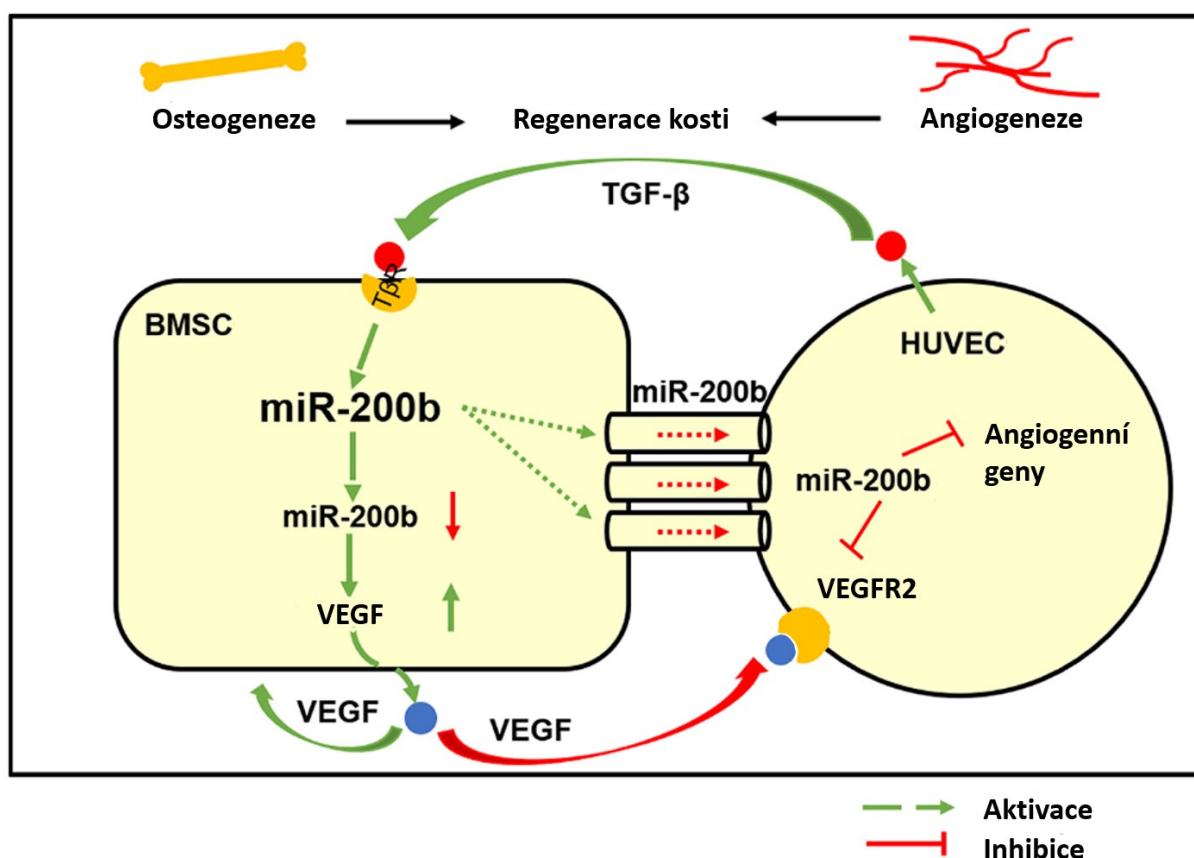 Osteogeneze
Regenerace kosti
Angiogeneze
TGF-β
TβR
BMSC
HUVEC
miR-200b
miR-200b
Angiogenní
geny
miR-200b
miR-200b
VEGFR2
VEGF
VEGF
VEGF
Aktivace
Inhibice